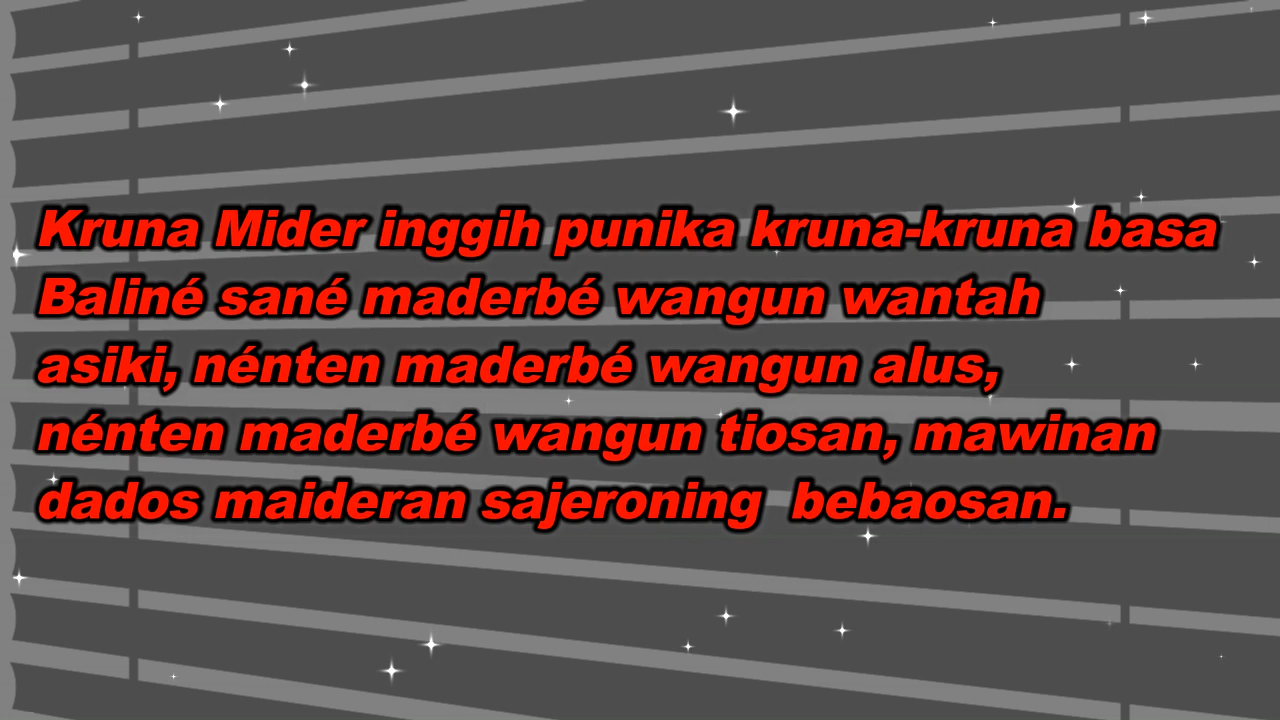 Kruna Mider inggih punika kruna-kruna basa
Baliné sané maderbé wangun wantah
asiki, nénten maderbé wangun alus,
nénten maderbé wangun tiosan, mawinan
dados maideran sajeroning  bebaosan.